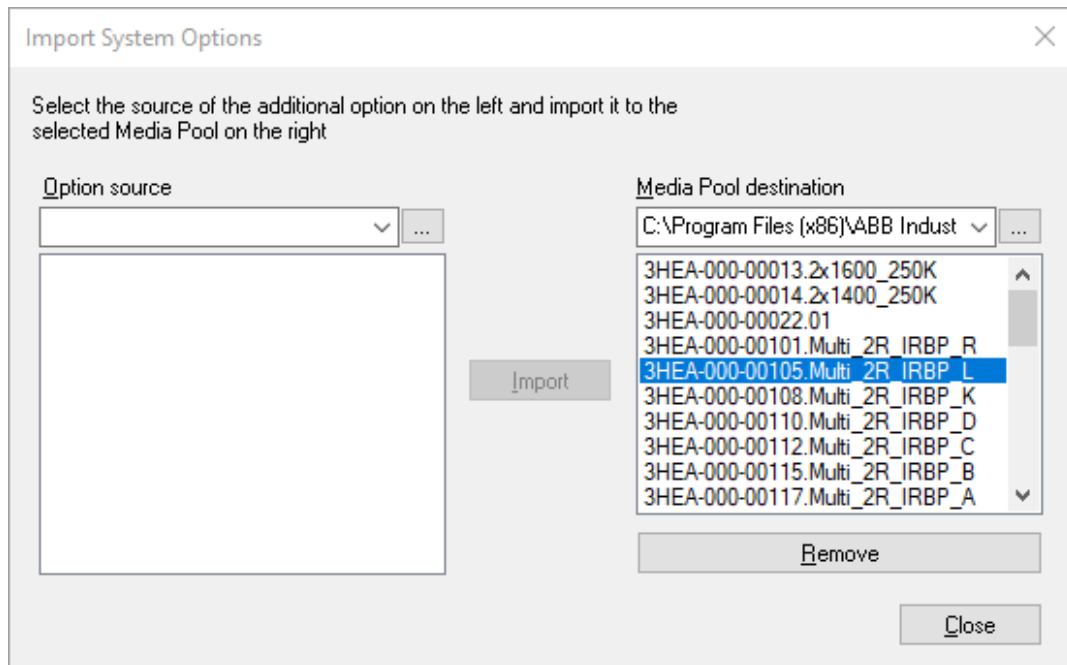 Import System Options
Select the source of the additional option on the left and import it to the
selected Media Pool on the right
Option source
...
Import
Media Pool destination
C:\Program Files (x86)\ABB Indust
...
3HEA-000-00013.2x1600_250K
3HEA-000-00014.2x1400_250K
3HEA-000-00022.01
3HEA-000-00101.Multi_2R_IRBP_R
3HEA-000-00105.Multi_2R_IRBP_L
3HEA-000-00108.Multi_2R_IRBP_K
3HEA-000-00110.Multi_2R_IRBP_D
3HEA-000-00112.Multi_2R_IRBP_C
3HEA-000-00115.Multi_2R_IRBP_B
3HEA-000-00117.Multi_2R_IRBP_A
Remove
Close